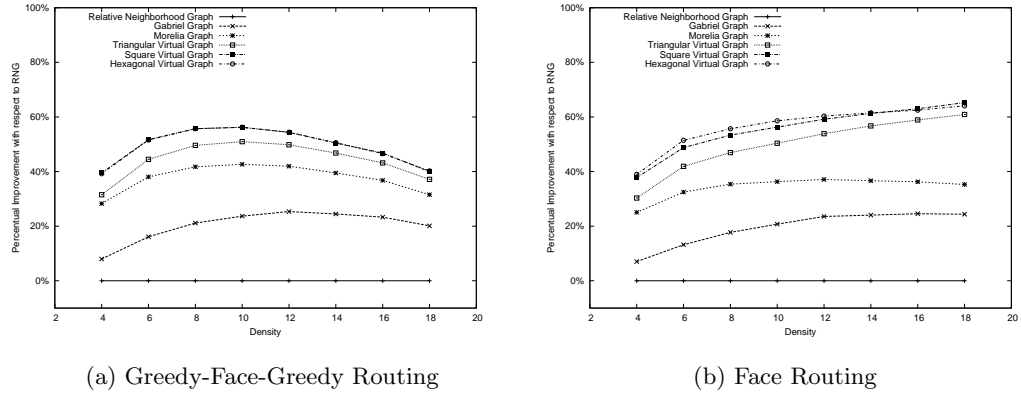 Percentual Improvement with respect to RNG
100%
80%
60%
40%
20%
0%
Relative Neighborhood Graph
Gabriel Graph
Morelia Graph
Triangular Virtual Graph
Square Virtual Graph
Hexagonal Virtual Graph
2 4 6 8 10 12 14 16 18 20
Density
(a) Greedy-Face-Greedy Routing
Percentual Improvement with respect to RNG
100%
80%
60%
40%
20%
0%
Relative Neighborhood Graph
Gabriel Graph
Morelia Graph
Triangular Virtual Graph
Square Virtual Graph
Hexagonal Virtual Graph
2 4 6 8 10 12 14 16 18 20
Density
(b) Face Routing